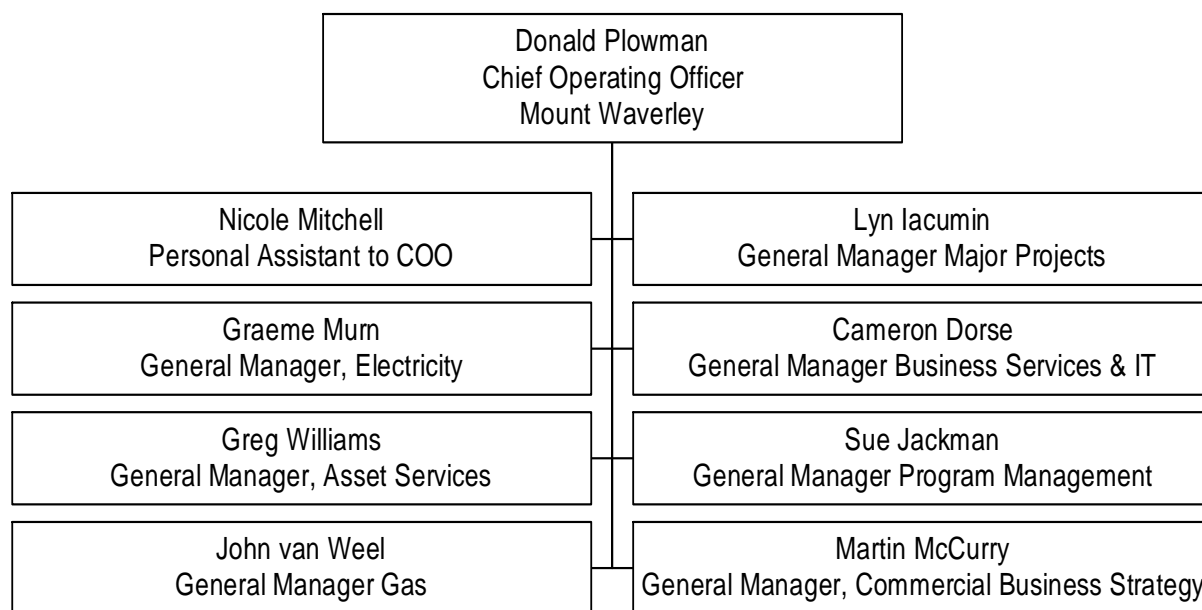 Donald Plowman
Chief Operating Officer
Mount Waverley
Nicole Mitchell
Personal Assistant to COO
Lyn Iacumin
General Manager Major Projects
Graeme Murn
General Manager, Electricity
Cameron Dorse
General Manager Business Services & IT
Greg Williams
General Manager, Asset Services
Sue Jackman
General Manager Program Management
John van Weel
General Manager Gas
Martin McCurry
General Manager, Commercial Business Strategy